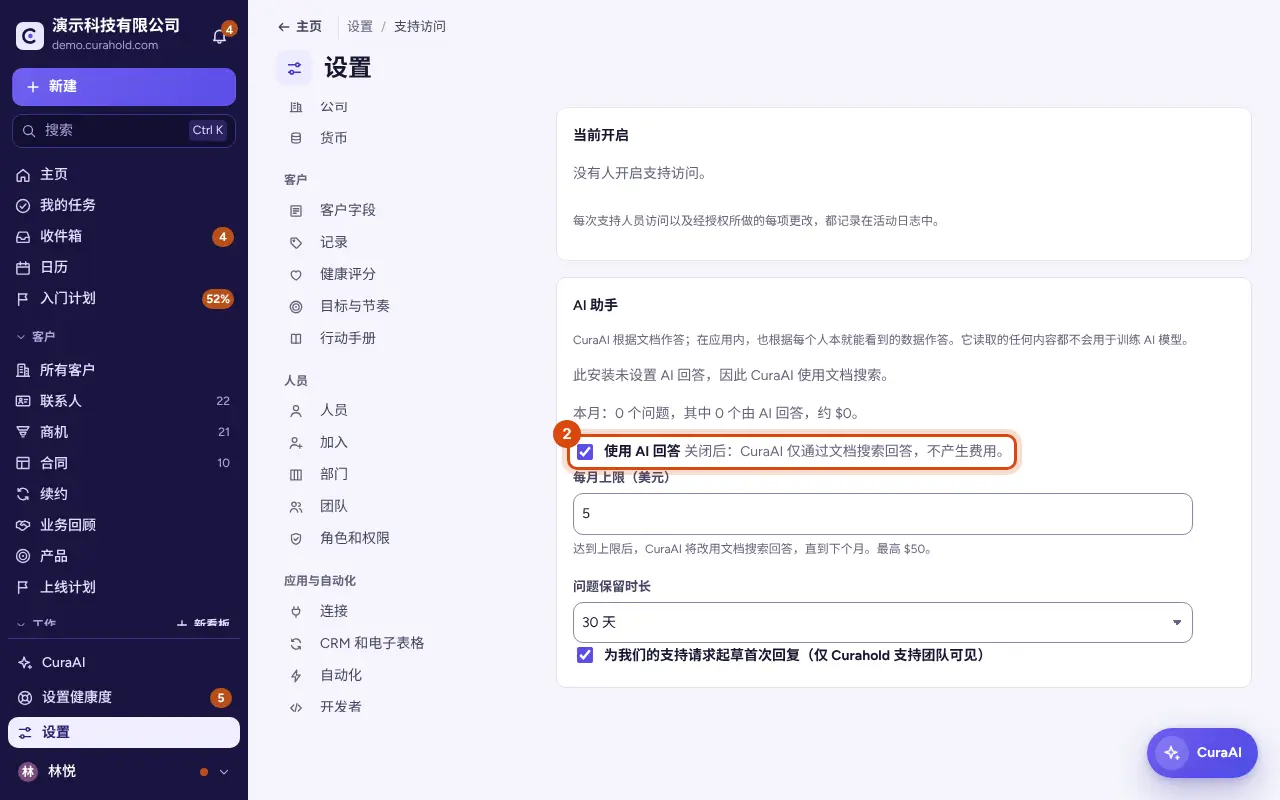 演示科技有限公司
demo.curahold.com
4
新建
搜索
Ctrl K
主页
我的任务
收件箱
4
日历
入门计划
52%
客户
所有客户
联系人
22
商机
21
合同
10
续约
业务回顾
产品
上线计划
工作
新看板
CuraAI
设置健康度
5
设置
林
林悦
主页
设置 / 支持访问
设置
公司
货币
客户
客户字段
记录
健康评分
目标与节奏
行动手册
人员
人员
加入
部门
团队
角色和权限
应用与自动化
连接
CRM 和电子表格
自动化
开发者
当前开启
没有人开启支持访问。
每次支持人员访问以及经授权所做的每项更改，都记录在活动日志中。
AI 助手
CuraAI 根据文档作答；在应用内，也根据每个人本就能看到的数据作答。它读取的任何内容都不会用于训练 AI 模型。
此安装未设置 AI 回答，因此 CuraAI 使用文档搜索。
本月：0 个问题，其中 0 个由 AI 回答，约 $0。
2
使用 AI 回答 关闭后：CuraAI 仅通过文档搜索回答，不产生费用。
每月上限（美元）
5
达到上限后，CuraAI 将改用文档搜索回答，直到下个月。最高 $50。
问题保留时长
30 天
为我们的支持请求起草首次回复（仅 Curahold 支持团队可见）
CuraAI